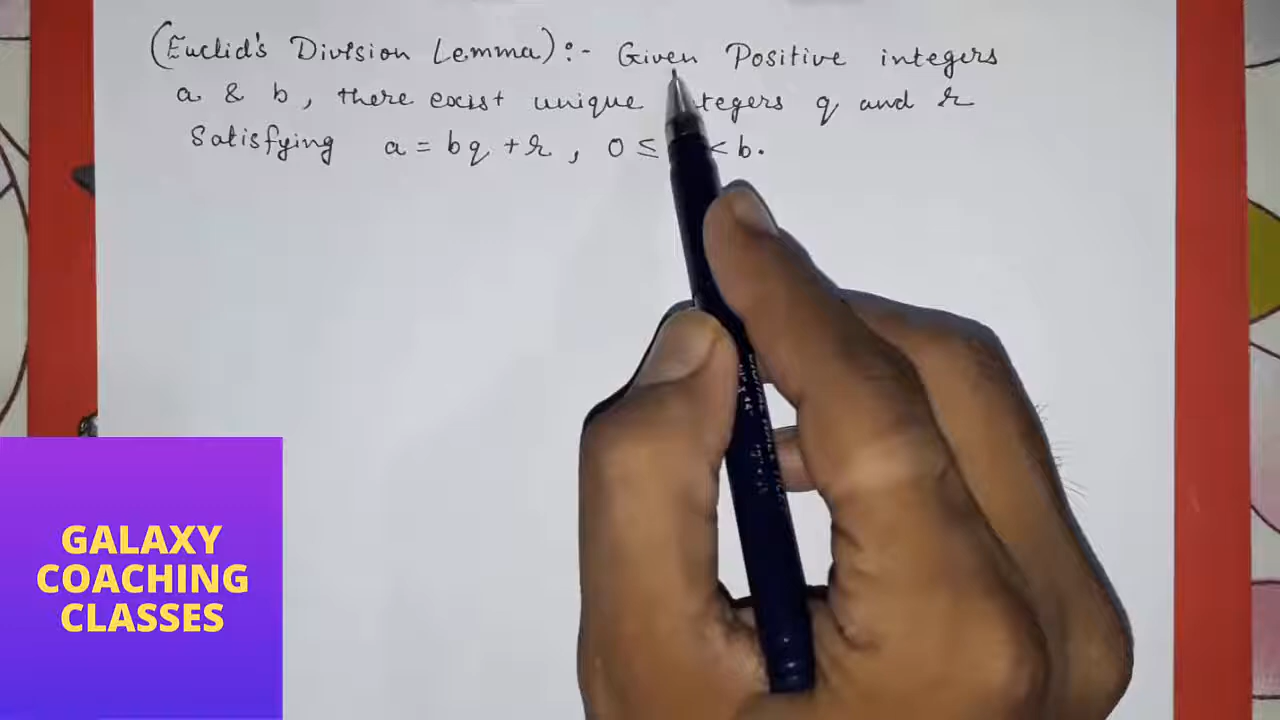 (Euclid's Division Lemma):- Given Positive integers
a & b, there exist unique tegers q and r
Satisfying a = bq + r, 0 ≤ < b.
GALAXY
COACHING
CLASSES